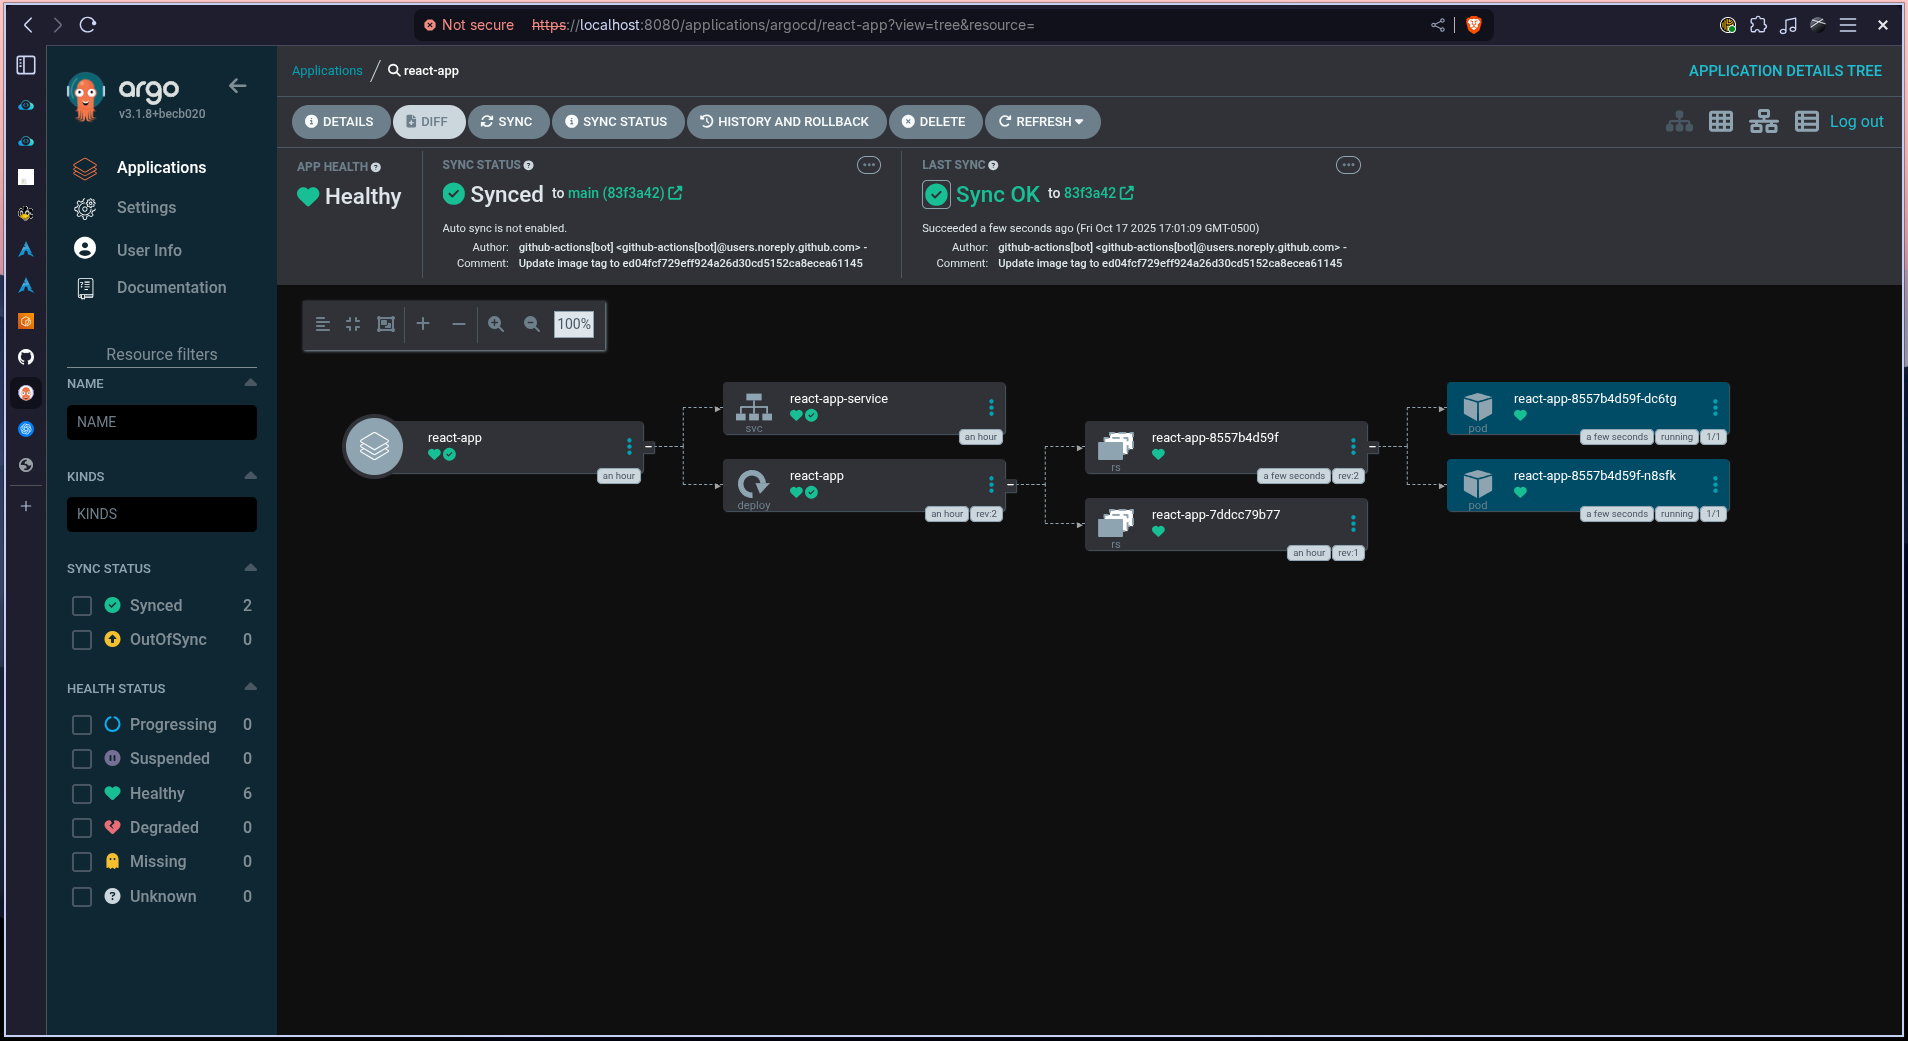 Not secure https://localhost:8080/applications/argocd/react-app?view=tree&resource=
argo
v3.1.8+becb020
Applications
Settings
User Info
Documentation
Resource filters
NAME
NAME
KINDS
KINDS
SYNC STATUS
Synced 2
OutOfSync 0
HEALTH STATUS
Progressing 0
Suspended 0
Healthy 6
Degraded 0
Missing 0
Unknown 0
Applications / react-app
APPLICATION DETAILS TREE
DETAILS DIFF SYNC SYNC STATUS HISTORY AND ROLLBACK DELETE REFRESH
Log out
APP HEALTH
Healthy
SYNC STATUS
Synced to main (83f3a42)
Auto sync is not enabled.
Author: github-actions[bot] <github-actions[bot]@users.noreply.github.com> -
Comment: Update image tag to ed04fcf729eff924a26d30cd5152ca8ecea61145
LAST SYNC
Sync OK to 83f3a42
Succeeded a few seconds ago (Fri Oct 17 2025 17:01:09 GMT-0500)
Author: github-actions[bot] <github-actions[bot]@users.noreply.github.com> -
Comment: Update image tag to ed04fcf729eff924a26d30cd5152ca8ecea61145
100%
react-app
an hour
react-app-service
svc
an hour
react-app
deploy
an hour rev:2
react-app-8557b4d59f
rs
a few seconds rev:2
react-app-7ddcc79b77
rs
an hour rev:1
react-app-8557b4d59f-dc6tg
pod
a few seconds running 1/1
react-app-8557b4d59f-n8sfk
pod
a few seconds running 1/1